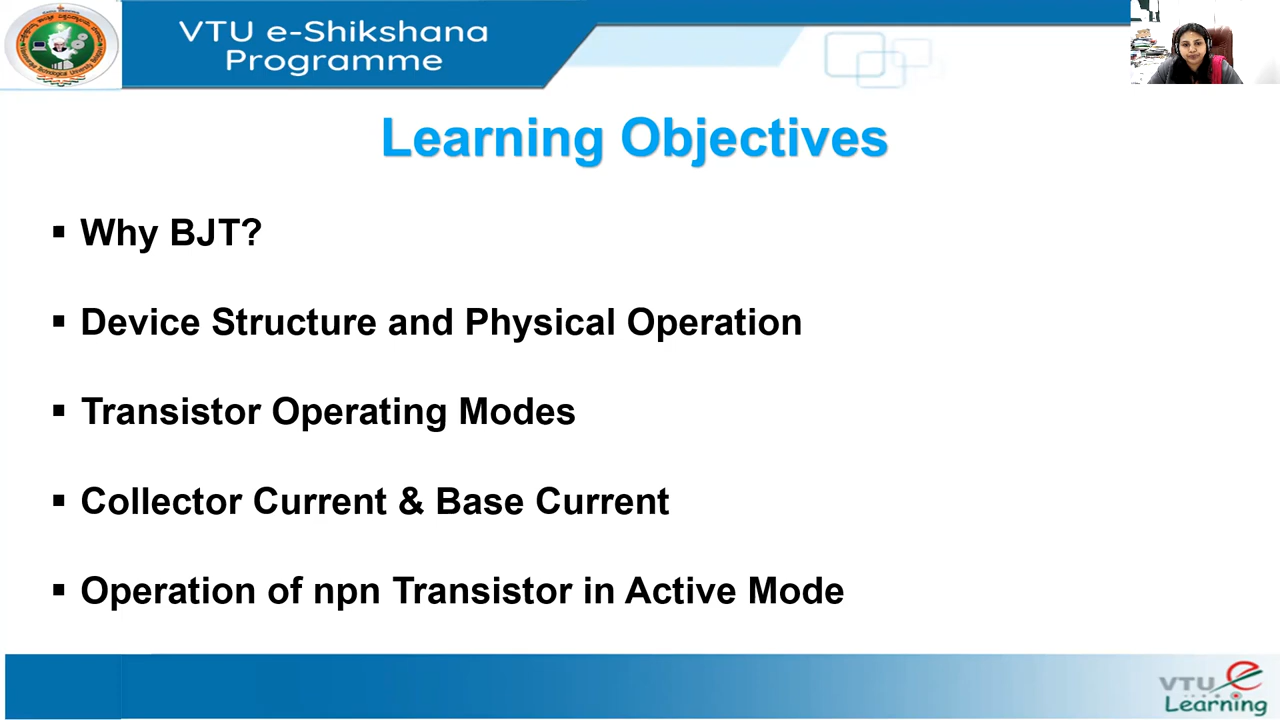 VTU e-Shikshana
Programme
Learning Objectives
▪ Why BJT?
▪ Device Structure and Physical Operation
▪ Transistor Operating Modes
▪ Collector Current & Base Current
▪ Operation of npn Transistor in Active Mode
VTU e
Learning